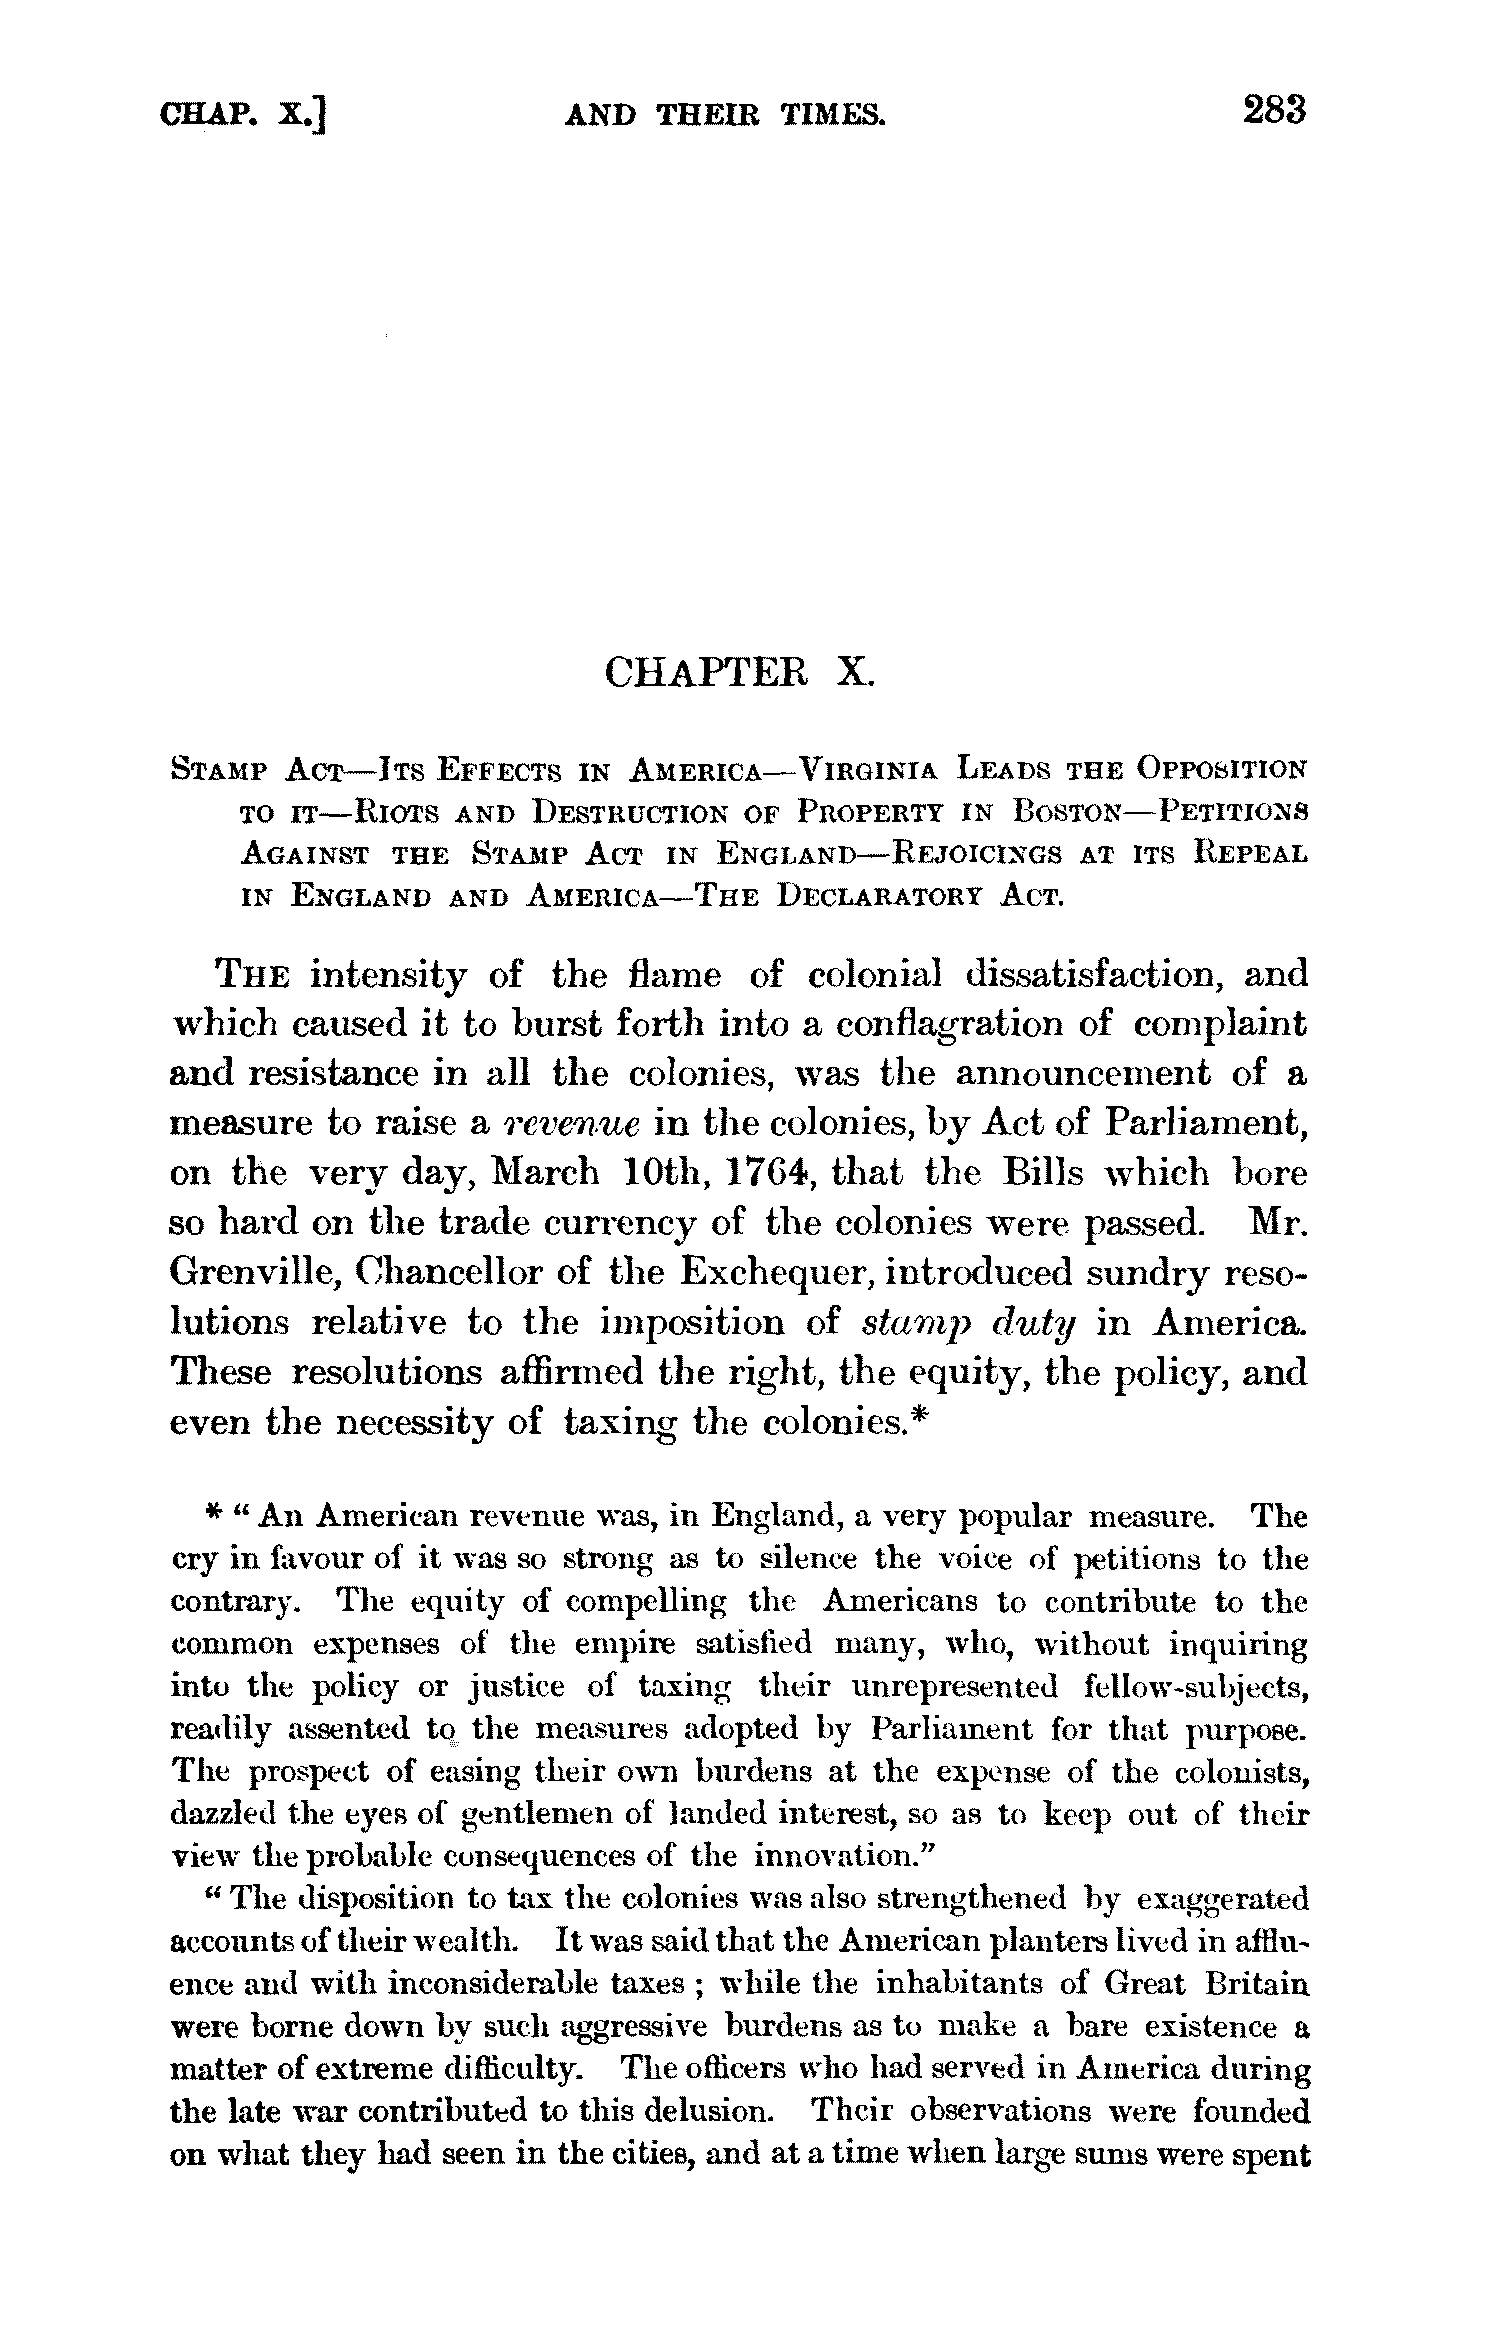 CHAP. X.] AND THEIR TIMES. 283
CHAPTER X.
STAMP ACT—ITS EFFECTS IN AMERICA—VIRGINIA LEADS THE OPPOSITION
TO IT—RIOTS AND DESTRUCTION OF PROPERTY IN BOSTON—PETITIONS
AGAINST THE STAMP ACT IN ENGLAND—REJOICINGS AT ITS REPEAL
IN ENGLAND AND AMERICA—THE DECLARATORY ACT.
THE intensity of the flame of colonial dissatisfaction, and
which caused it to burst forth into a conflagration of complaint
and resistance in all the colonies, was the announcement of a
measure to raise a revenue in the colonies, by Act of Parliament,
on the very day, March 10th, 1764, that the Bills which bore
so hard on the trade currency of the colonies were passed. Mr.
Grenville, Chancellor of the Exchequer, introduced sundry reso-
lutions relative to the imposition of stamp duty in America.
These resolutions affirmed the right, the equity, the policy, and
even the necessity of taxing the colonies.*
* “ An American revenue was, in England, a very popular measure. The
cry in favour of it was so strong as to silence the voice of petitions to the
contrary. The equity of compelling the Americans to contribute to the
common expenses of the empire satisfied many, who, without inquiring
into the policy or justice of taxing their unrepresented fellow-subjects,
readily assented to the measures adopted by Parliament for that purpose.
The prospect of easing their own burdens at the expense of the colonists,
dazzled the eyes of gentlemen of landed interest, so as to keep out of their
view the probable consequences of the innovation.”
“ The disposition to tax the colonies was also strengthened by exaggerated
accounts of their wealth. It was said that the American planters lived in afflu-
ence and with inconsiderable taxes ; while the inhabitants of Great Britain
were borne down by such aggressive burdens as to make a bare existence a
matter of extreme difficulty. The officers who had served in America during
the late war contributed to this delusion. Their observations were founded
on what they had seen in the cities, and at a time when large sums were spent